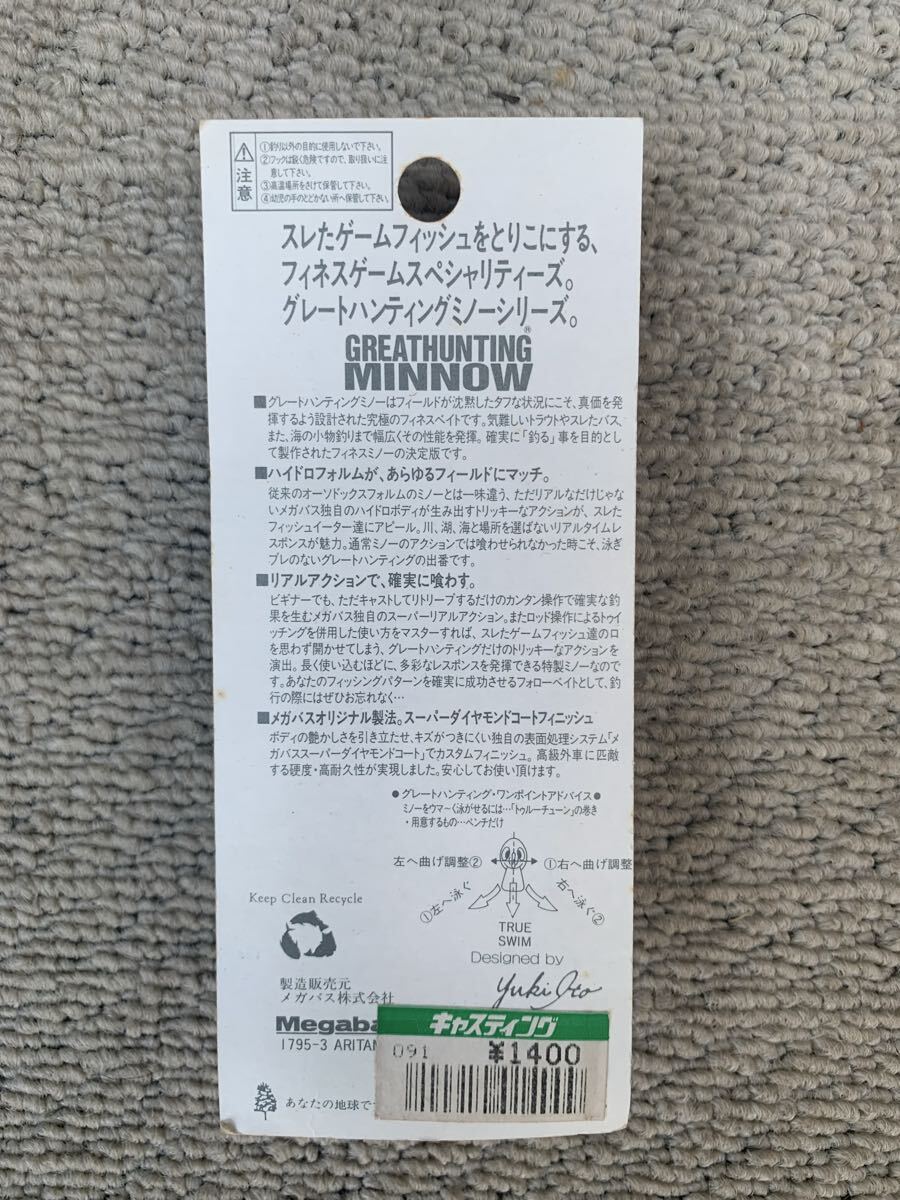 注意
①釣り以外の目的に使用しないで下さい。
②フックは鋭く危険ですので、取り扱いに注
意して下さい。
③高温場所をさけて保管して下さい。
④幼児の手のとどかない所へ保管して下さい。
スレたゲームフィッシュをとりこにする、
フィネスゲームスペシャリティーズ。
グレートハンティングミノーシリーズ。
GREATHUNTING®
MINNOW
■グレートハンティングミノーはフィールドが沈黙したタフな状況にこそ、真価を発
揮するよう設計された究極のフィネスベイトです。気難しいトラウトやスレたバス、
また、海の小物釣りまで幅広くその性能を発揮。確実に「釣る」事を目的とし
て製作されたフィネスミノーの決定版です。
■ハイドロフォルムが、あらゆるフィールドにマッチ。
従来のオーソドックスフォルムのミノーとは一味違う、ただリアルなだけじゃな
いメガバス独自のハイドロボディが生み出すトリッキーなアクションが、スレた
フィッシュイーター達にアピール。川、湖、海と場所を選ばないリアルタイムレ
スポンスが魅力。通常ミノーのアクションでは喰わせられなかった時こそ、泳ぎ
ブレのないグレートハンティングの出番です。
■リアルアクションで、確実に喰わす。
ビギナーでも、ただキャストしてリトリーブするだけのカンタン操作で確実な釣
果を生むメガバス独自のスーパーリアルアクション。またロッド操作によるトゥイ
ッチングを併用した使い方をマスターすれば、スレたゲームフィッシュ達の口
を思わず開かせてしまう、グレートハンティングだけのトリッキーなアクションを
演出。長く使い込むほどに、多彩なレスポンスを発揮できる特製ミノーなので
す。あなたのフィッシングパターンを確実に成功させるフォローベイトとして、釣
行の際にはぜひお忘れなく…
■メガバスオリジナル製法。スーパーダイヤモンドコートフィニッシュ
ボディの艶かしさを引き立たせ、キズがつきにくい独自の表面処理システム「メ
ガバススーパーダイヤモンドコート」でカスタムフィニッシュ。高級外車に匹敵
する硬度・高耐久性が実現しました。安心してお使い頂けます。
●グレートハンティング・ワンポイントアドバイス●
ミノーをウマ〜く泳がせるには…「トゥルーチューン」の巻き
・用意するもの…ペンチだけ
左へ曲げ調整②
①右へ曲げ調整
①左へ泳ぐ
右へ泳ぐ②
TRUE
SWIM
Keep Clean Recycle
Designed by
Yuki Ito
製造販売元
メガバス株式会社
Megaba
1795-3 ARITAM
あなたの地球で
キャスティング
091 ¥1400